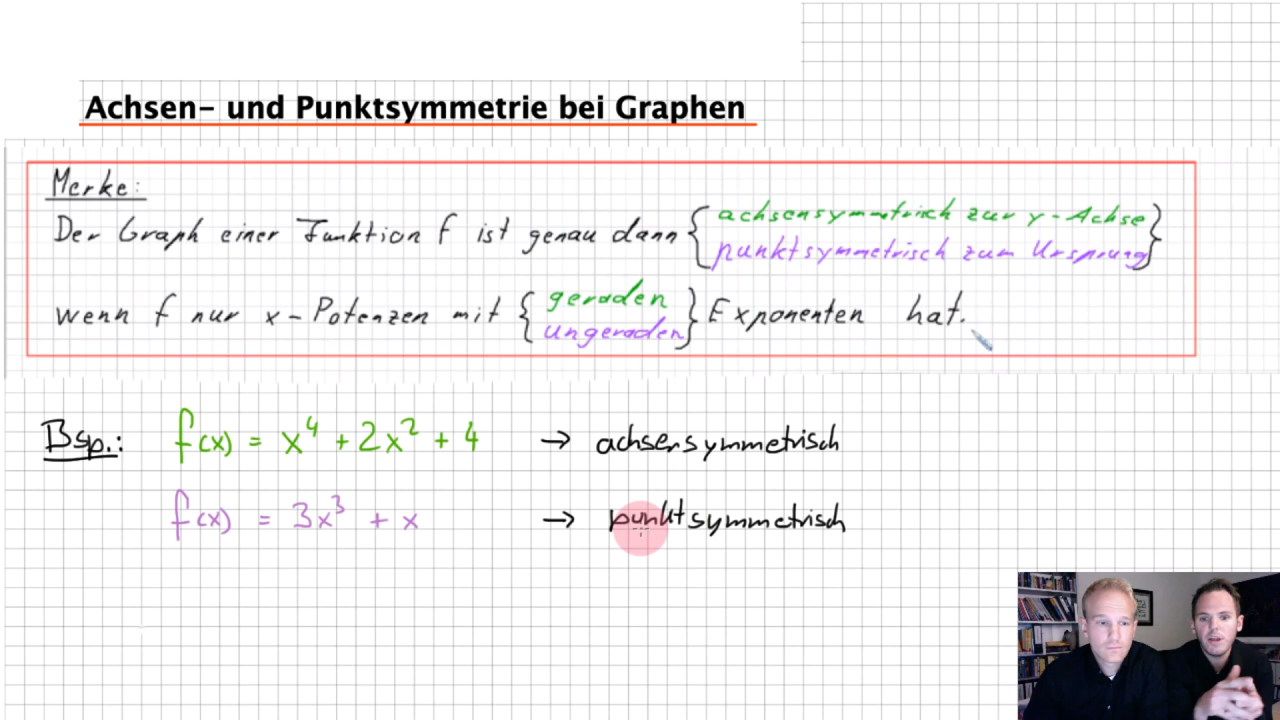 Achsen- und Punktsymmetrie bei Graphen
Merke:
Der Graph einer Funktion f ist genau dann { achsensymmetrisch zur y-Achse
punktsymmetrisch zum Ursprung }
wenn f nur x-Potenzen mit { geraden
ungeraden } Exponenten hat.
Bsp.: f(x) = x⁴ + 2x² + 4 → achsensymmetrisch
f(x) = 3x³ + x → punktsymmetrisch